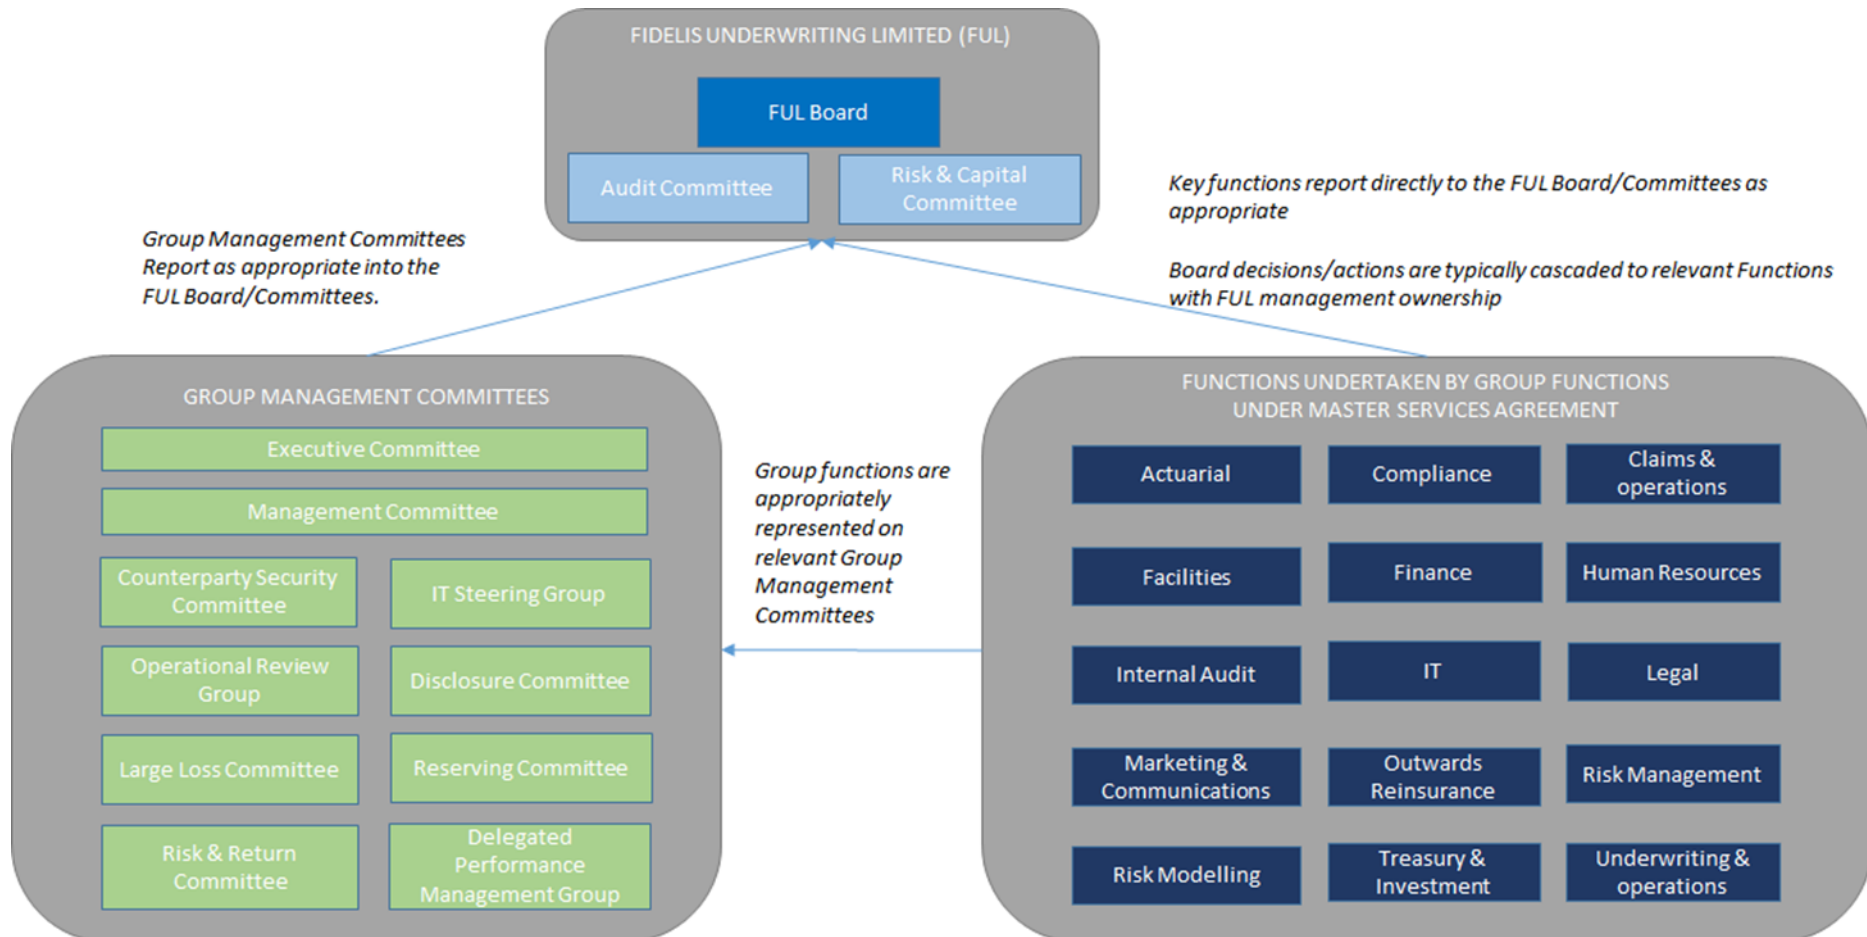 FIDELIS UNDERWRITING LIMITED (FUL)
FUL Board
Audit Committee
Risk & Capital
Committee
Group Management Committees
Report as appropriate into the
FUL Board/Committees.
Key functions report directly to the FUL Board/Committees as
appropriate
Board decisions/actions are typically cascaded to relevant Functions
with FUL management ownership
GROUP MANAGEMENT COMMITTEES
Executive Committee
Management Committee
Counterparty Security
Committee
IT Steering Group
Operational Review
Group
Disclosure Committee
Large Loss Committee
Reserving Committee
Risk & Return
Committee
Delegated
Performance
Management Group
Group functions are
appropriately
represented on
relevant Group
Management
Committees
FUNCTIONS UNDERTAKEN BY GROUP FUNCTIONS
UNDER MASTER SERVICES AGREEMENT
Actuarial
Compliance
Claims &
operations
Facilities
Finance
Human Resources
Internal Audit
IT
Legal
Marketing &
Communications
Outwards
Reinsurance
Risk Management
Risk Modelling
Treasury &
Investment
Underwriting &
operations